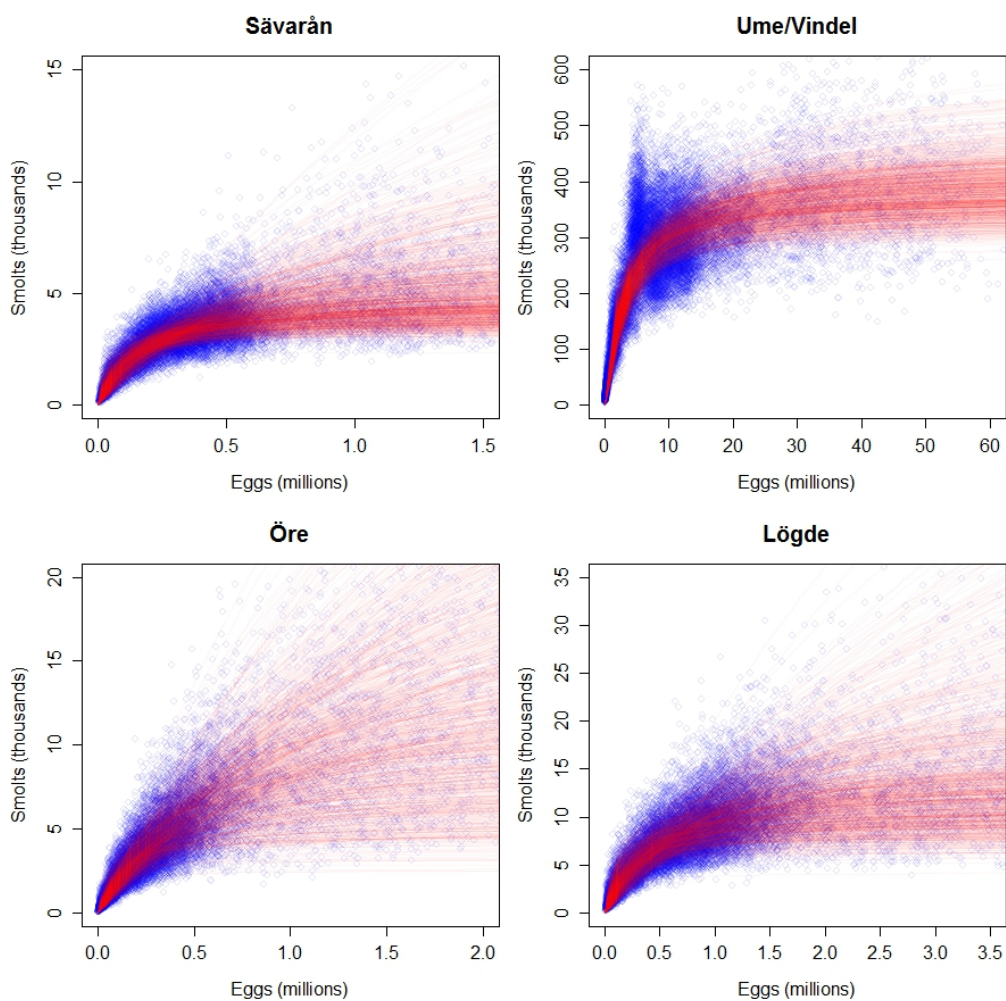 Sävarån
Smolts (thousands)
15
10
5
0
0.0 0.5 1.0 1.5
Eggs (millions)
Ume/Vindel
Smolts (thousands)
600
500
400
300
200
100
0
0 10 20 30 40 50 60
Eggs (millions)
Öre
Smolts (thousands)
20
15
10
5
0
0.0 0.5 1.0 1.5 2.0
Eggs (millions)
Lögde
Smolts (thousands)
35
30
25
20
15
10
5
0
0.0 0.5 1.0 1.5 2.0 2.5 3.0 3.5
Eggs (millions)